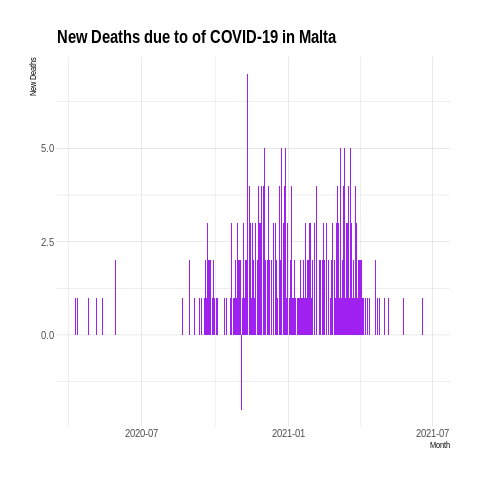 New Deaths due to of COVID-19 in Malta
New Deaths
5.0
2.5
0.0
2020-07
2021-01
2021-07
Month